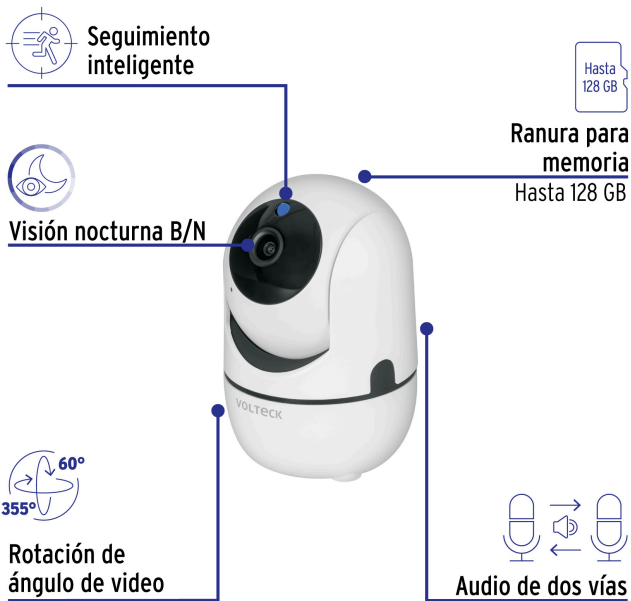 Seguimiento
inteligente
Hasta
128 GB
Ranura para
memoria
Hasta 128 GB
Visión nocturna B/N
VOLTECK
60°
355°
Rotación de
ángulo de video
Audio de dos vías